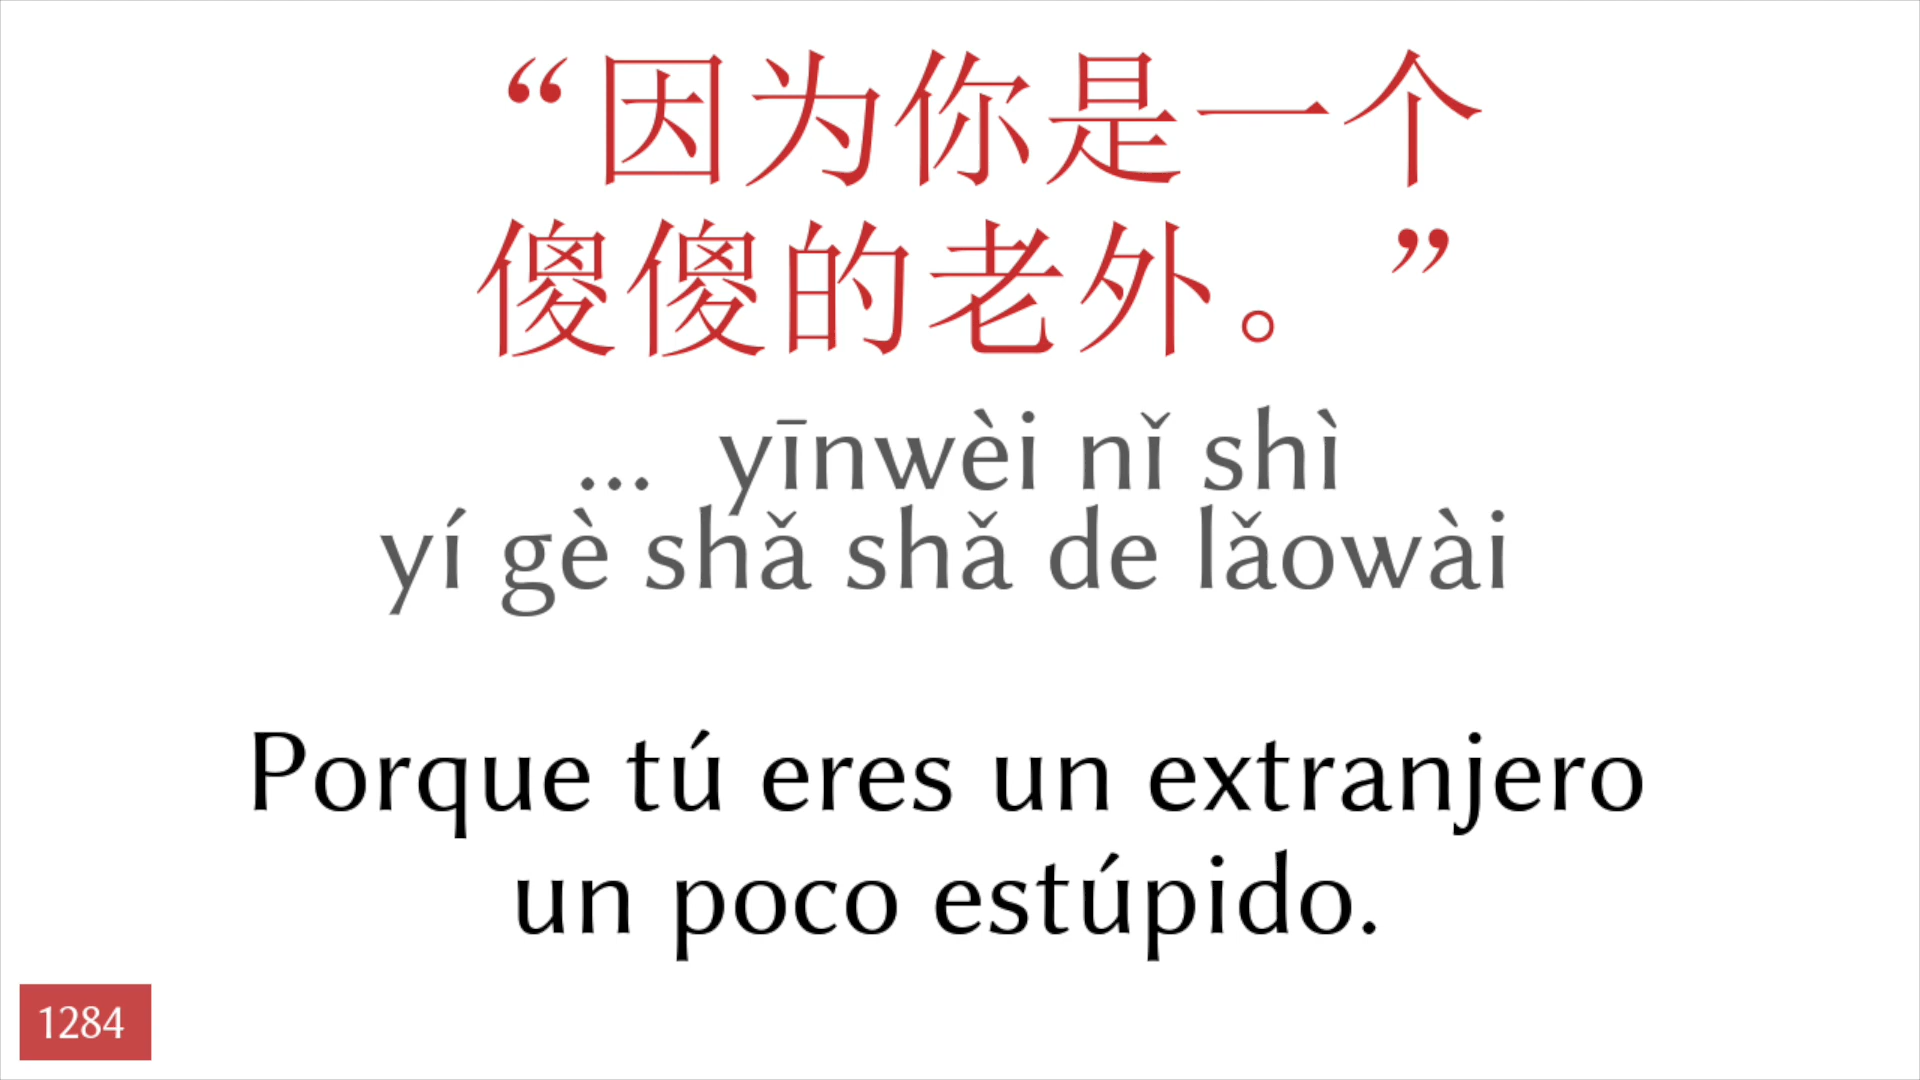 “因为你是一个
傻傻的老外。”
... yīnwèi nǐ shì
yí gè shǎ shǎ de lǎowài
Porque tú eres un extranjero
un poco estúpido.
1284